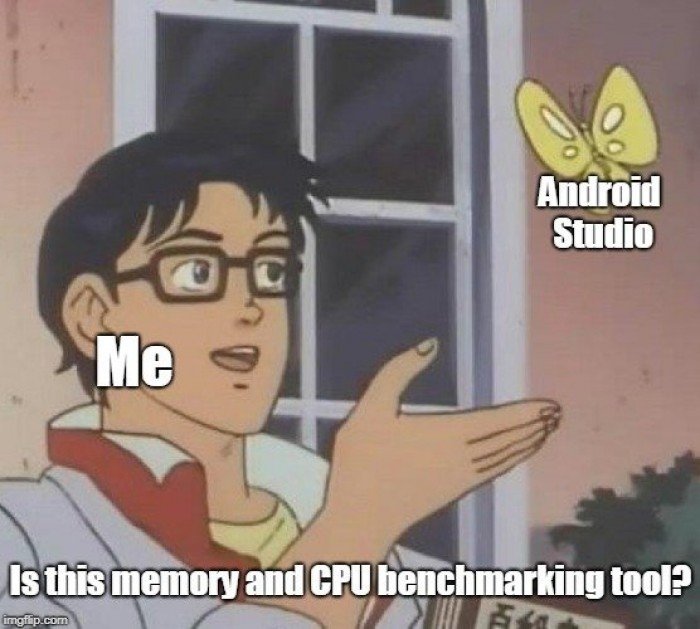 Android
Studio
Me
Is this memory and CPU benchmarking tool?
imgflip.com